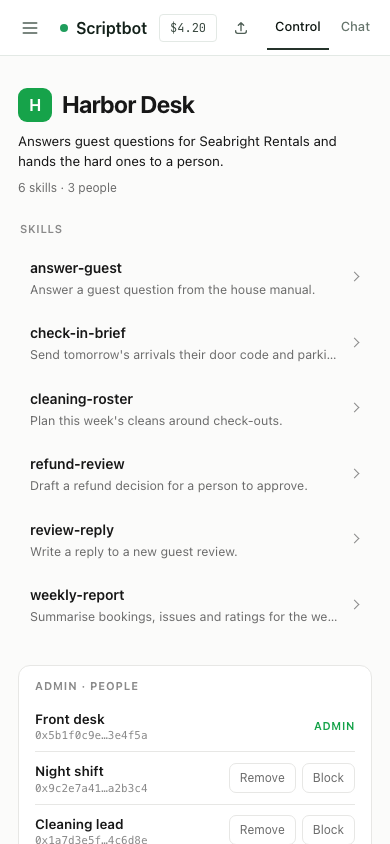 Scriptbot
$4.20
Control
Chat
H
Harbor Desk
Answers guest questions for Seabright Rentals and
hands the hard ones to a person.
6 skills · 3 people
SKILLS
answer-guest
Answer a guest question from the house manual.
check-in-brief
Send tomorrow's arrivals their door code and parki…
cleaning-roster
Plan this week's cleans around check-outs.
refund-review
Draft a refund decision for a person to approve.
review-reply
Write a reply to a new guest review.
weekly-report
Summarise bookings, issues and ratings for the we…
ADMIN · PEOPLE
Front desk
0x5b1f0c9e…3e4f5a
ADMIN
Night shift
0x9c2e7a41…a2b3c4
Remove
Block
Cleaning lead
0x1a7d3e5f…4c6d8e
Remove
Block